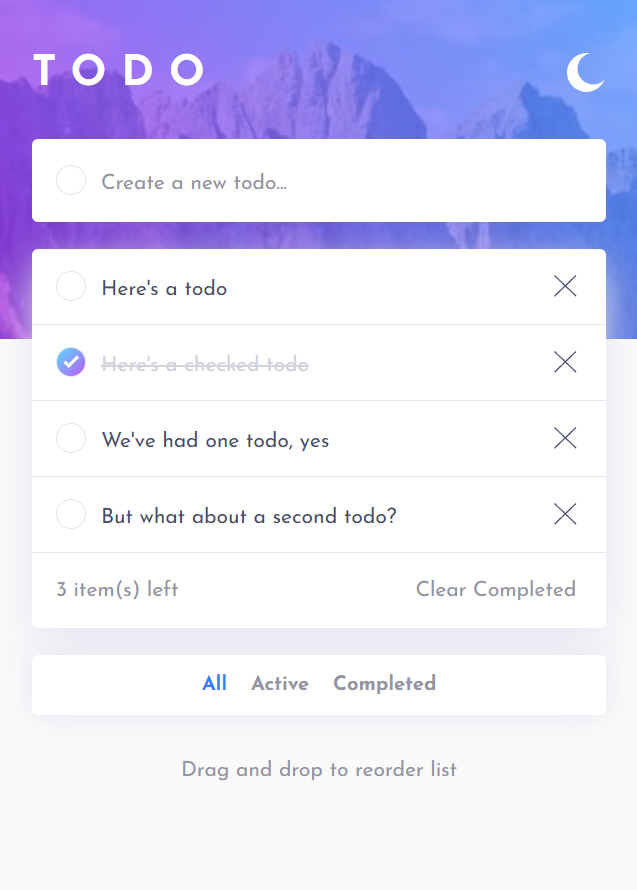 TODO
Create a new todo...
Here's a todo
Here's a checked todo
We've had one todo, yes
But what about a second todo?
3 item(s) left Clear Completed
All Active Completed
Drag and drop to reorder list